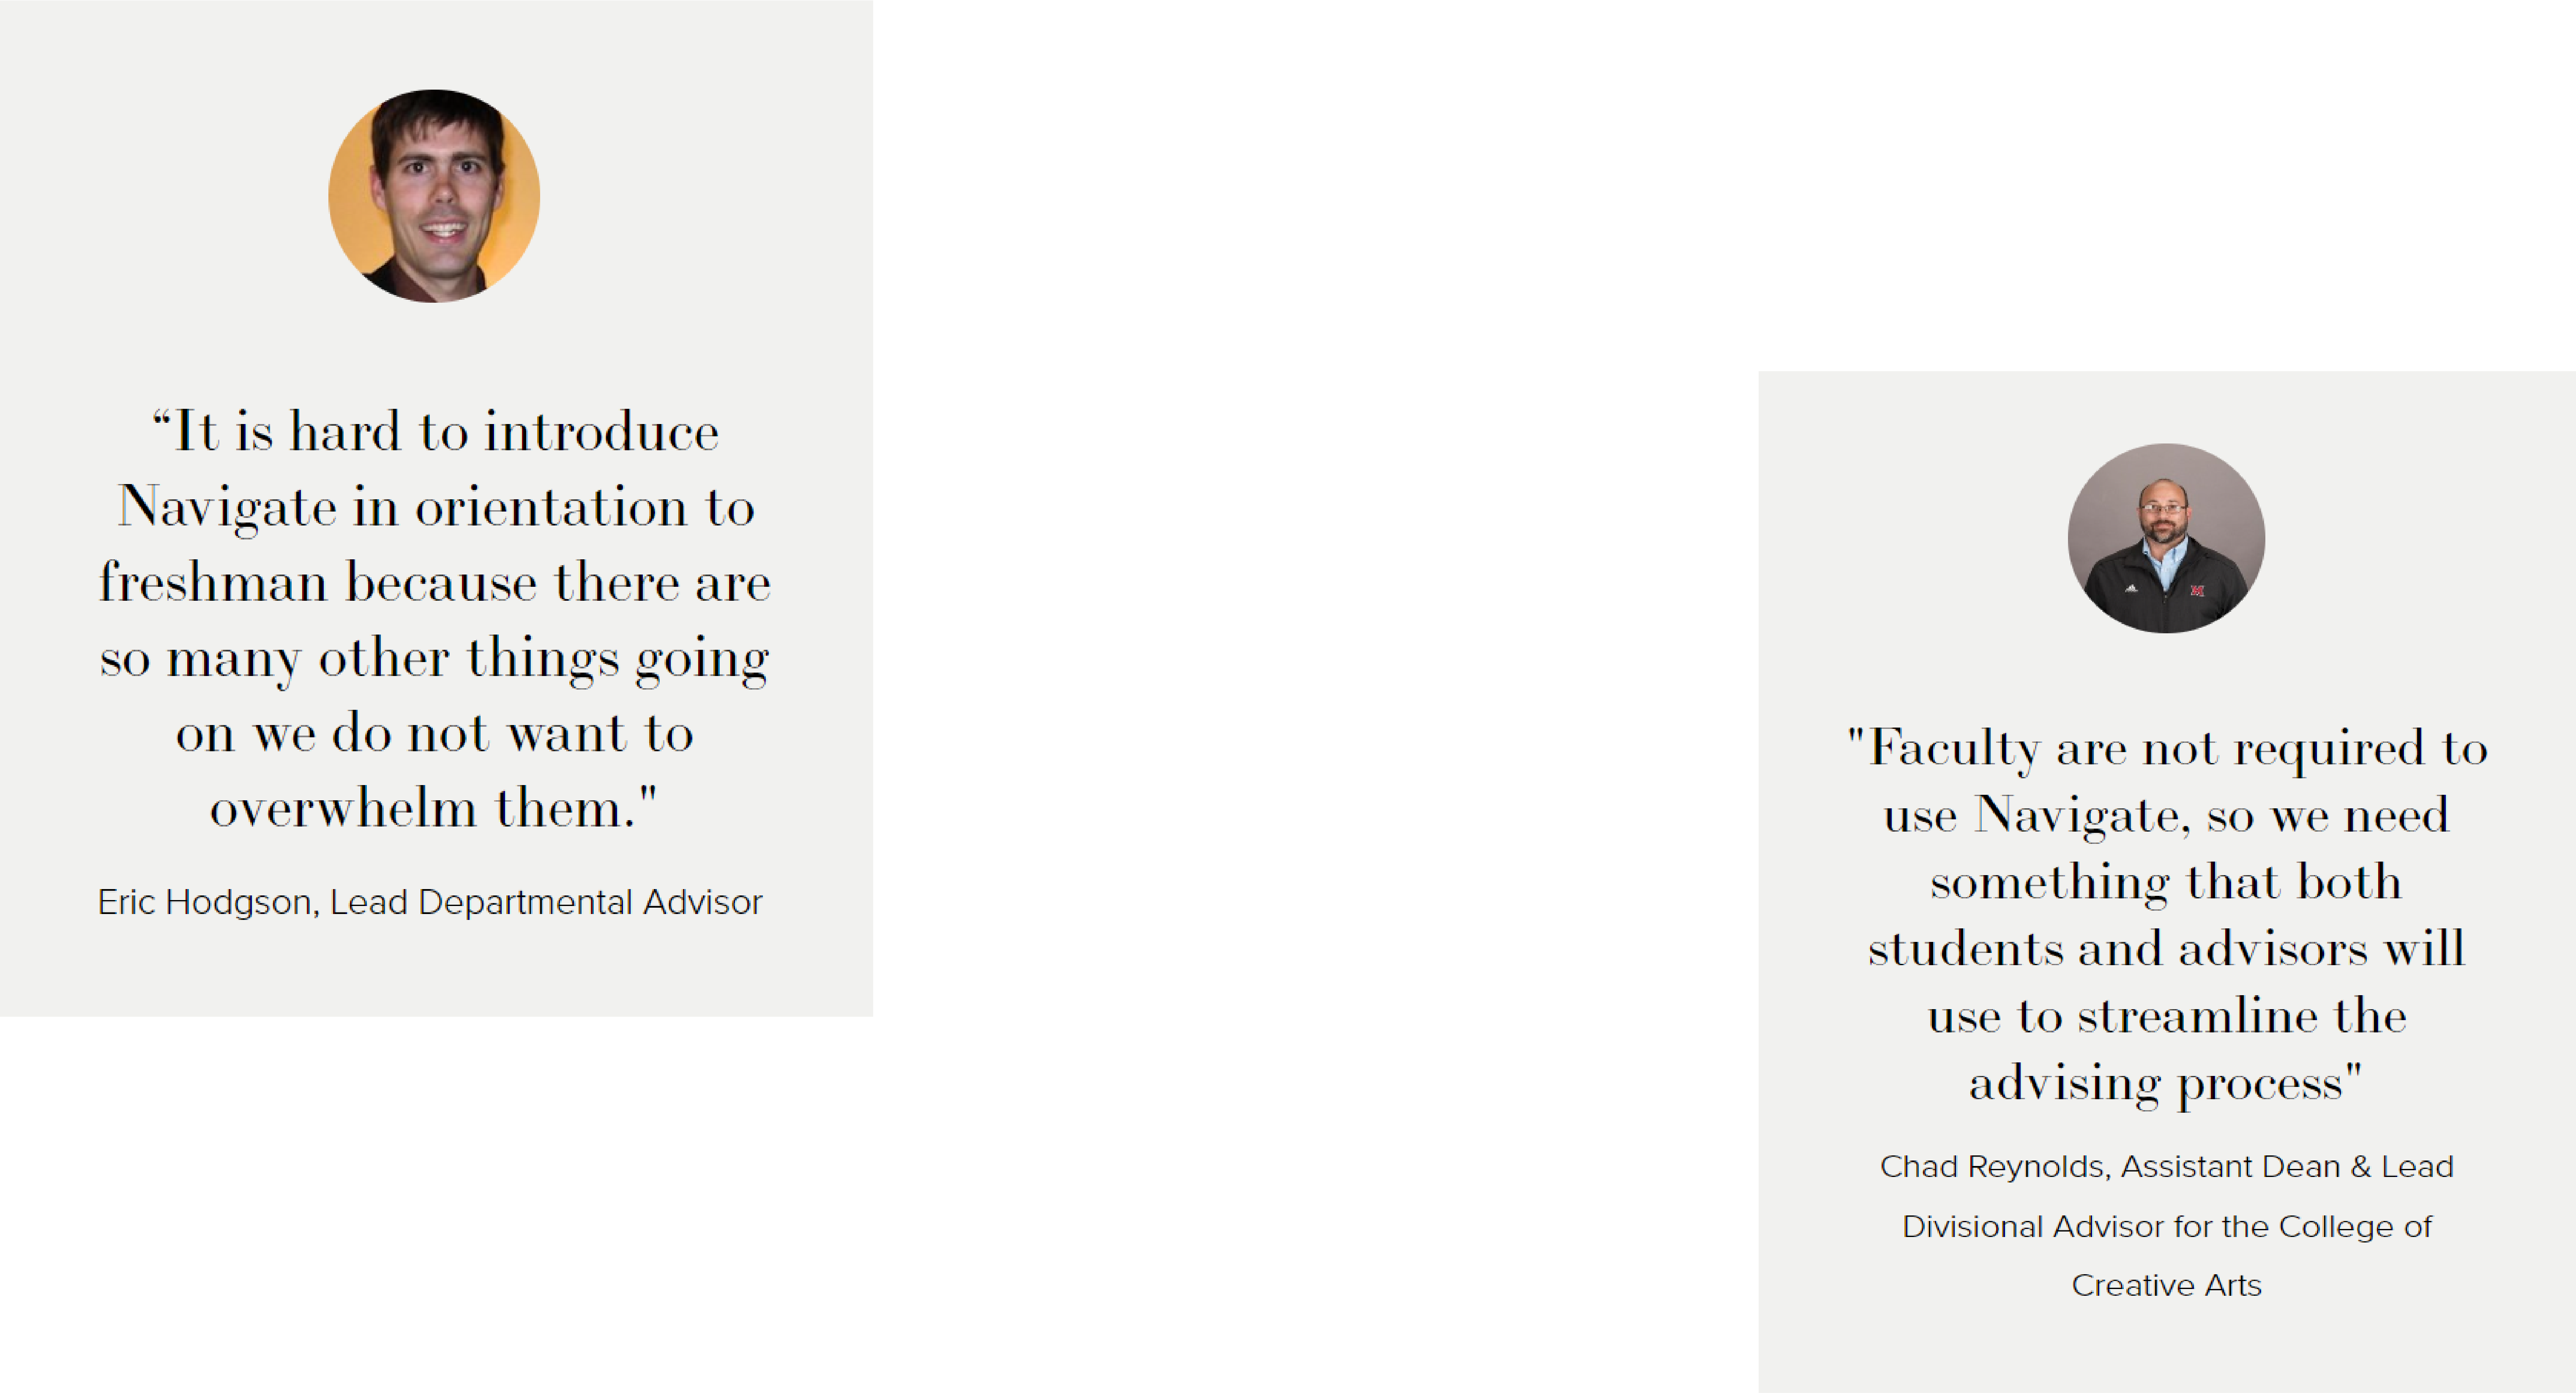 “It is hard to introduce
Navigate in orientation to
freshman because there are
so many other things going
on we do not want to
overwhelm them."
Eric Hodgson, Lead Departmental Advisor
"Faculty are not required to
use Navigate, so we need
something that both
students and advisors will
use to streamline the
advising process"
Chad Reynolds, Assistant Dean & Lead
Divisional Advisor for the College of
Creative Arts